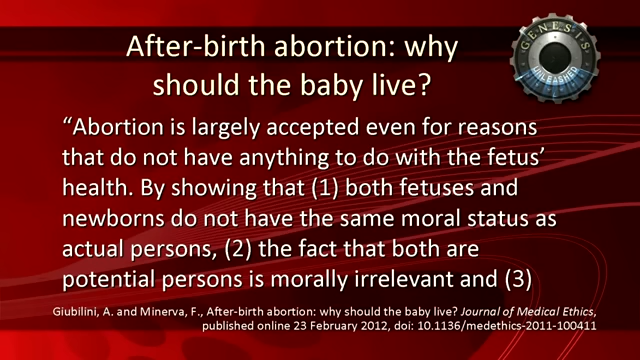 After-birth abortion: why
should the baby live?
GENESIS
UNLEASHED
“Abortion is largely accepted even for reasons
that do not have anything to do with the fetus’
health. By showing that (1) both fetuses and
newborns do not have the same moral status as
actual persons, (2) the fact that both are
potential persons is morally irrelevant and (3)
Giubilini, A. and Minerva, F., After-birth abortion: why should the baby live? Journal of Medical Ethics,
published online 23 February 2012, doi: 10.1136/medethics-2011-100411